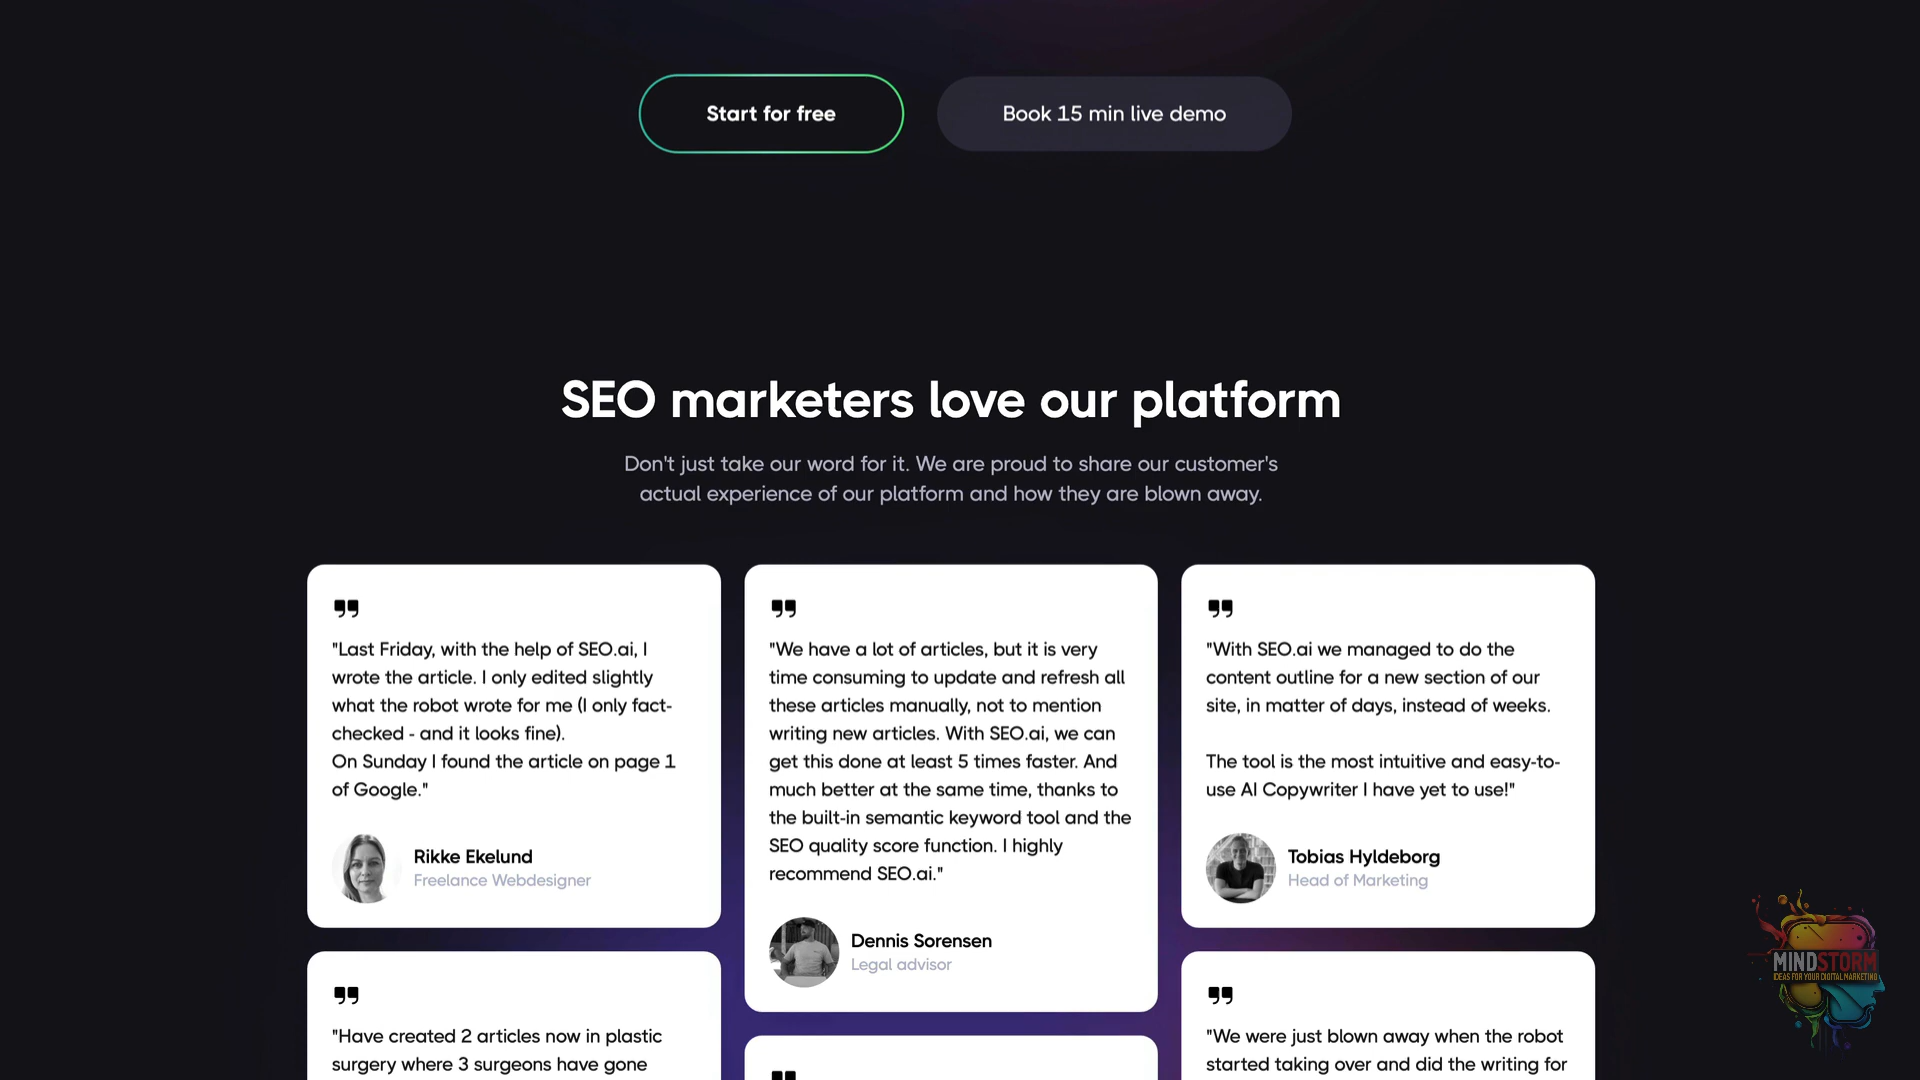 Start for free
Book 15 min live demo
SEO marketers love our platform
Don't just take our word for it. We are proud to share our customer's
actual experience of our platform and how they are blown away.
"Last Friday, with the help of SEO.ai, I
wrote the article. I only edited slightly
what the robot wrote for me (I only fact-
checked - and it looks fine).
On Sunday I found the article on page 1
of Google."
Rikke Ekelund
Freelance Webdesigner
"We have a lot of articles, but it is very
time consuming to update and refresh all
these articles manually, not to mention
writing new articles. With SEO.ai, we can
get this done at least 5 times faster. And
much better at the same time, thanks to
the built-in semantic keyword tool and the
SEO quality score function. I highly
recommend SEO.ai."
Dennis Sorensen
Legal advisor
"With SEO.ai we managed to do the
content outline for a new section of our
site, in matter of days, instead of weeks.
The tool is the most intuitive and easy-to-
use AI Copywriter I have yet to use!"
Tobias Hyldeborg
Head of Marketing
"Have created 2 articles now in plastic
surgery where 3 surgeons have gone
"We were just blown away when the robot
started taking over and did the writing for
MINDSTORM
IDEAS FOR YOUR DIGITAL MARKETING